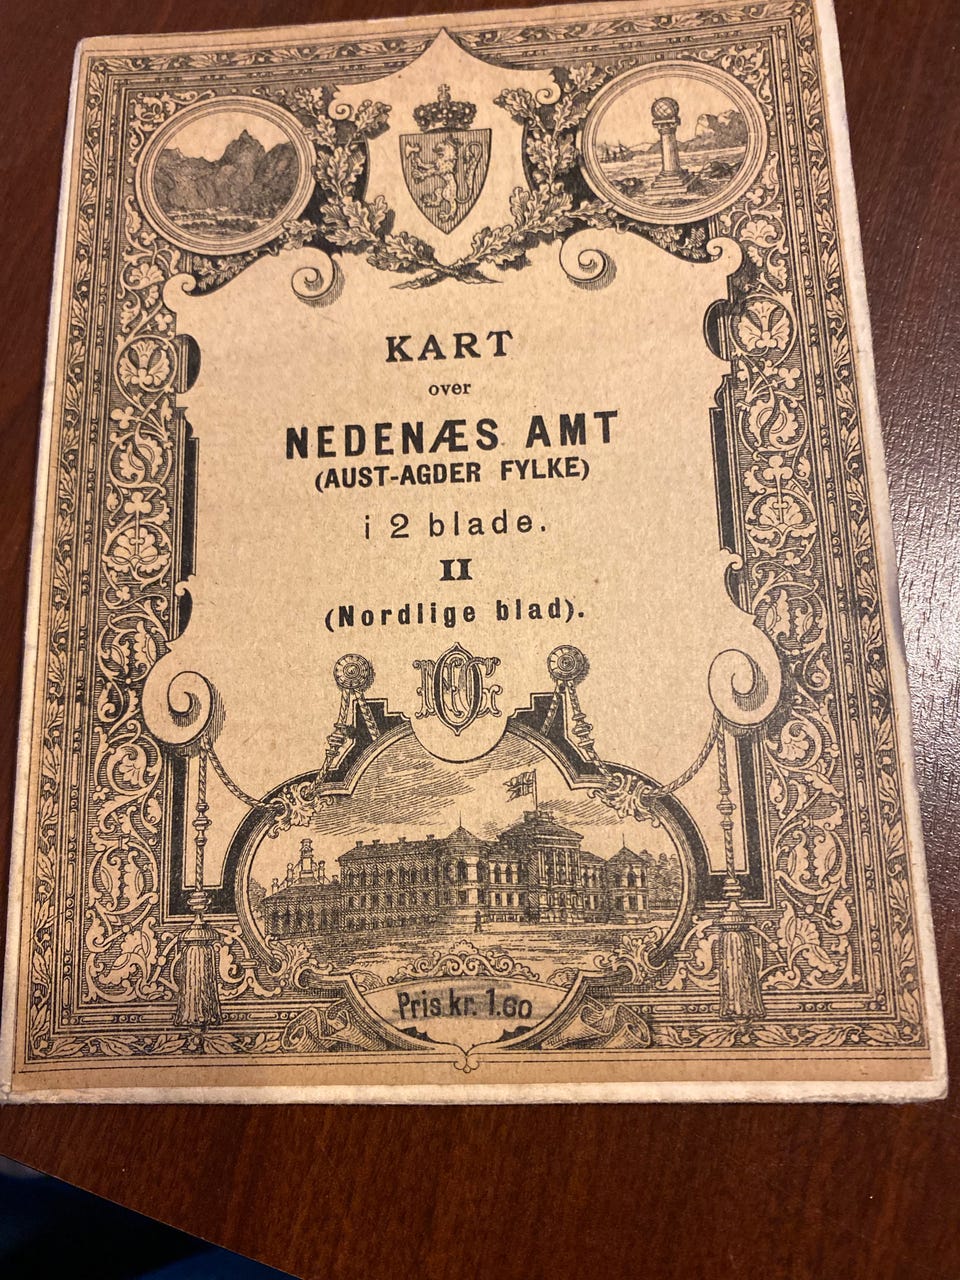 KART
over
NEDENÆS AMT
(AUST-AGDER FYLKE)
i 2 blade.
II
(Nordlige blad).
Pris kr. 1.60